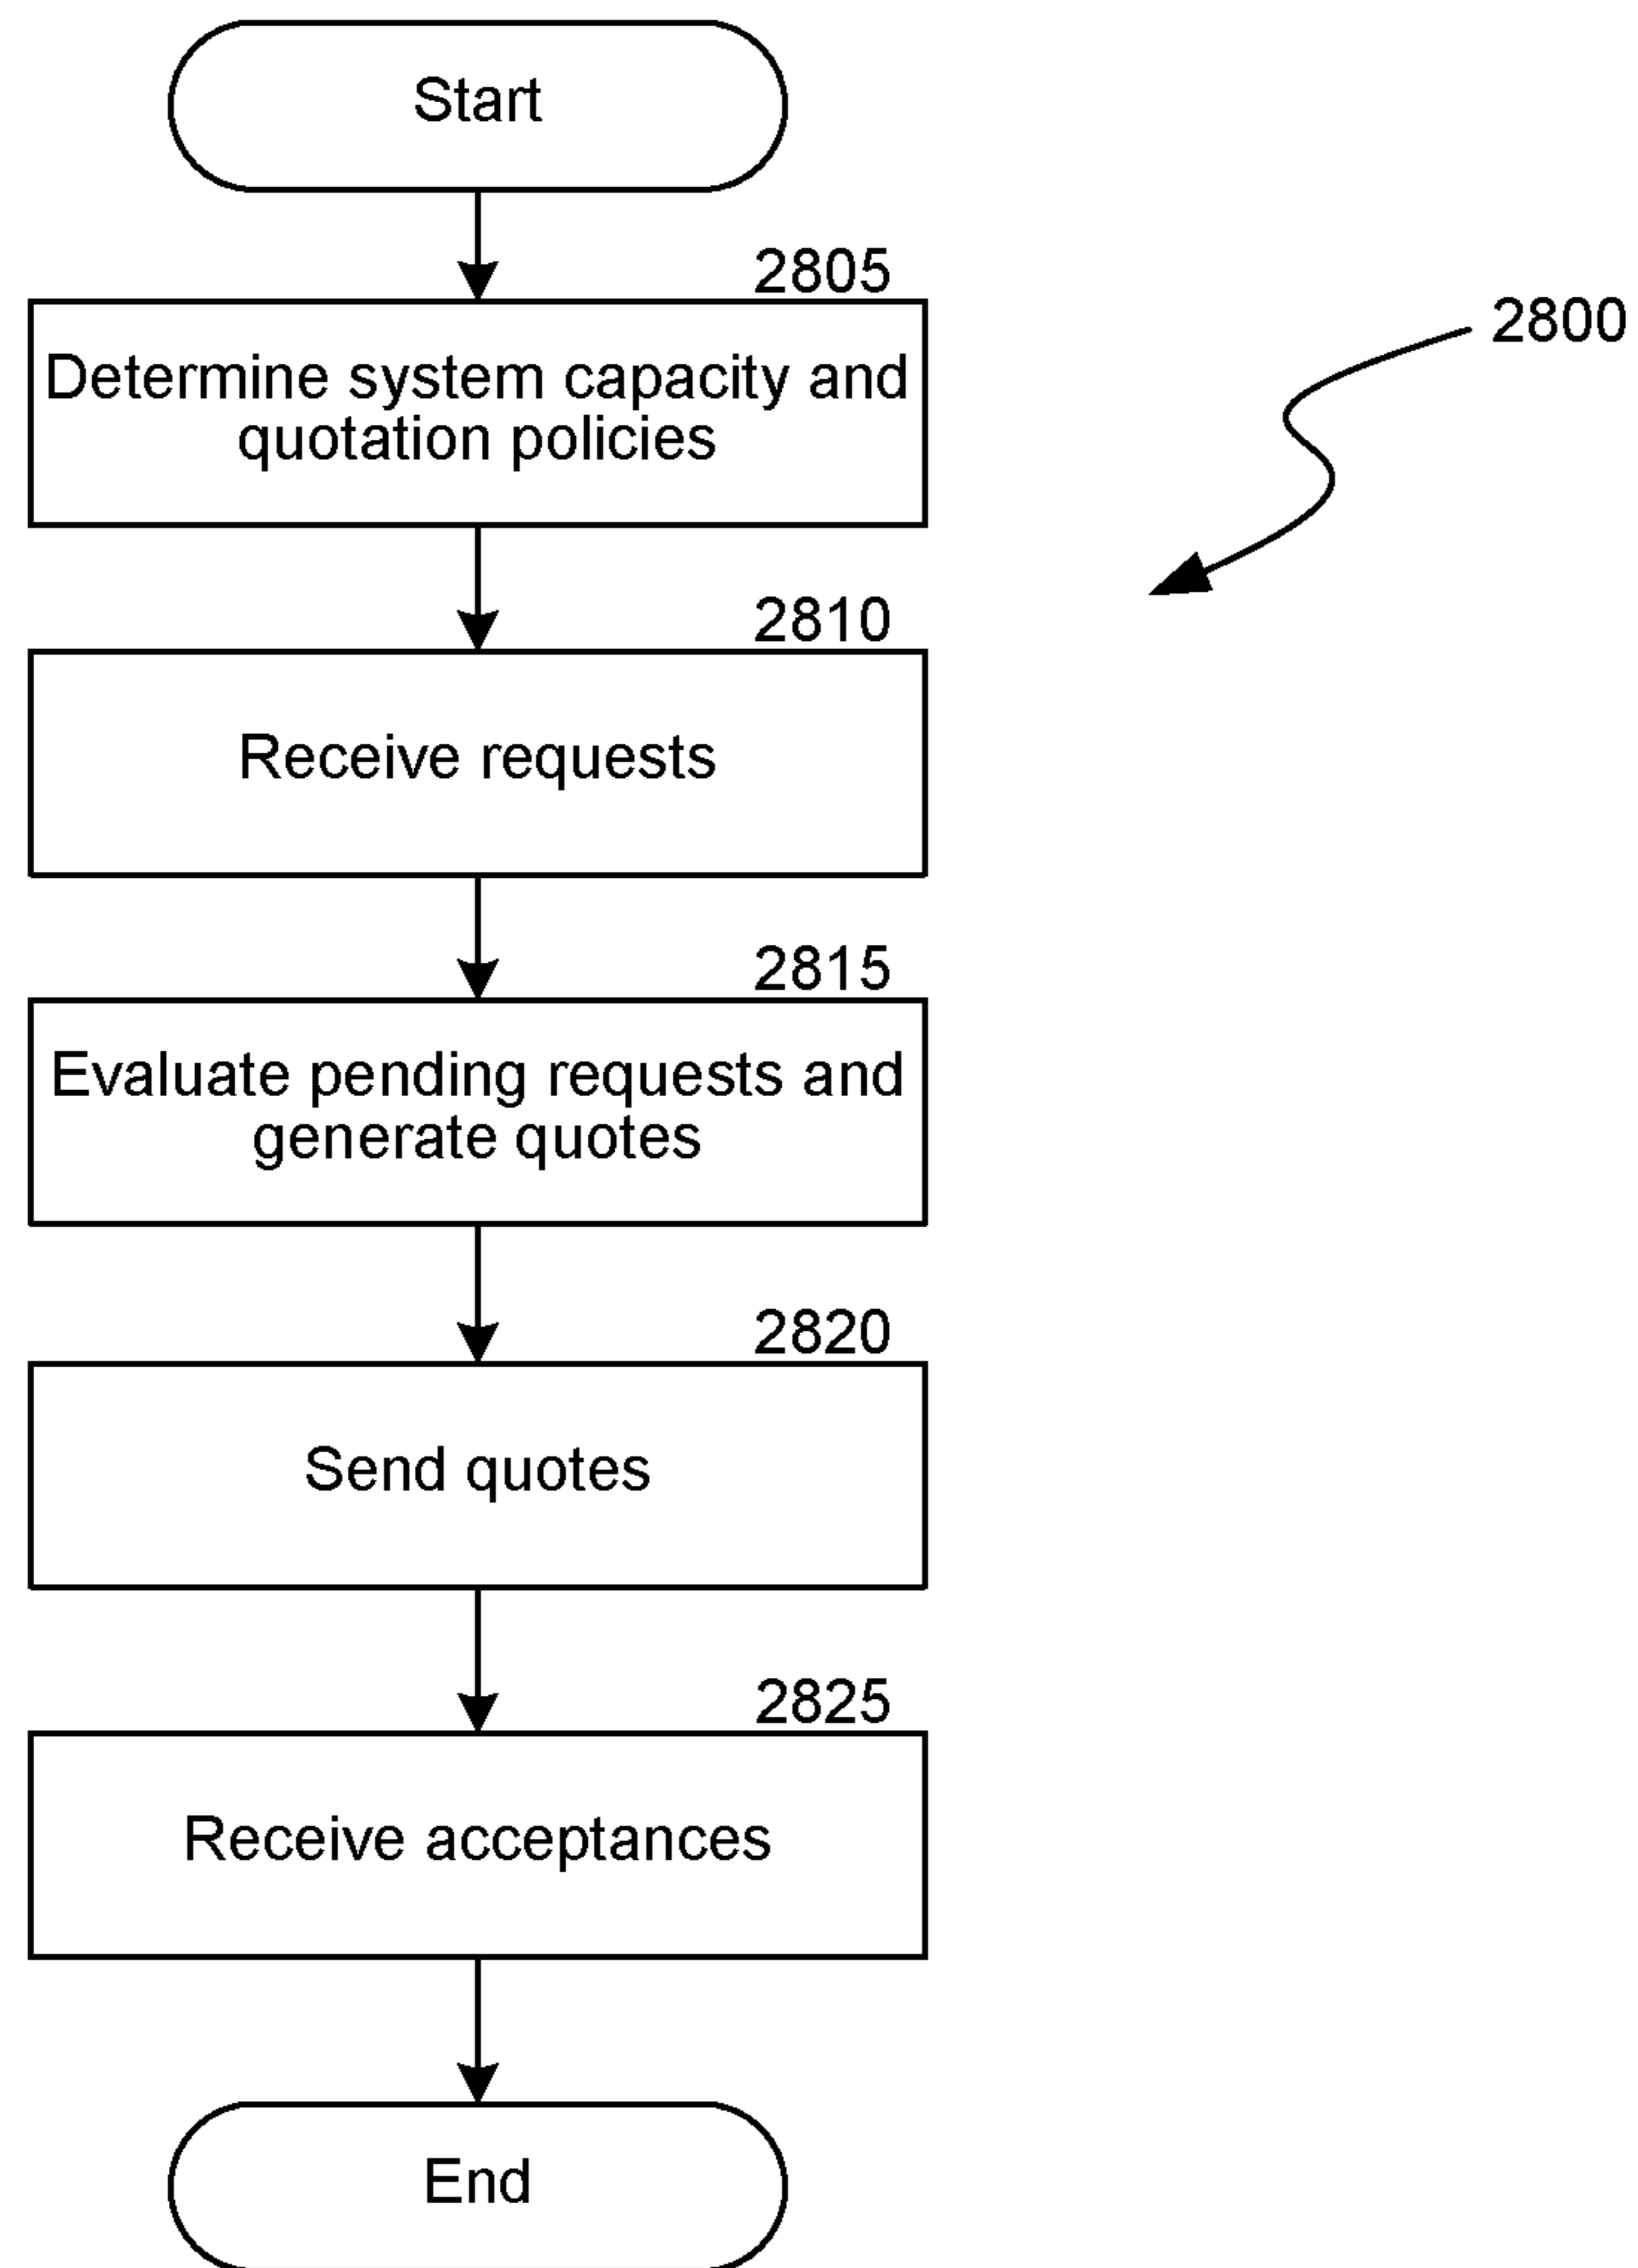 Start
2805
Determine system capacity and
quotation policies
2800
2810
Receive requests
2815
Evaluate pending requests and
generate quotes
2820
Send quotes
2825
Receive acceptances
End